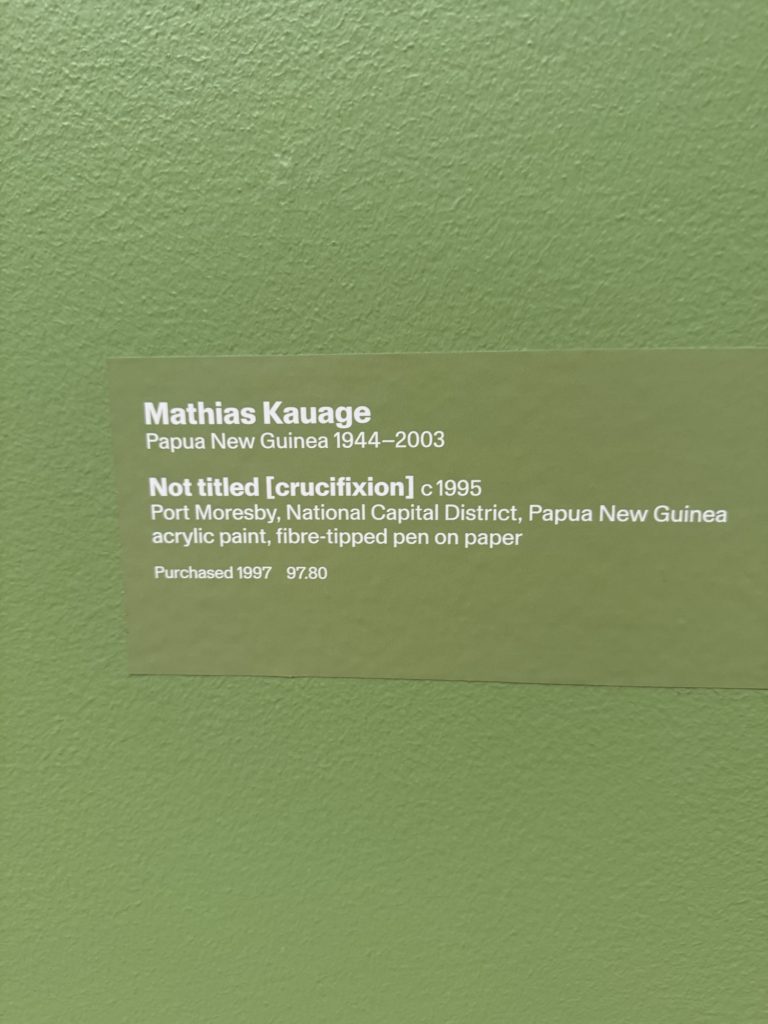 Mathias Kauage
Papua New Guinea 1944–2003
Not titled [crucifixion] c1995
Port Moresby, National Capital District, Papua New Guinea
acrylic paint, fibre-tipped pen on paper
Purchased 1997 97.80